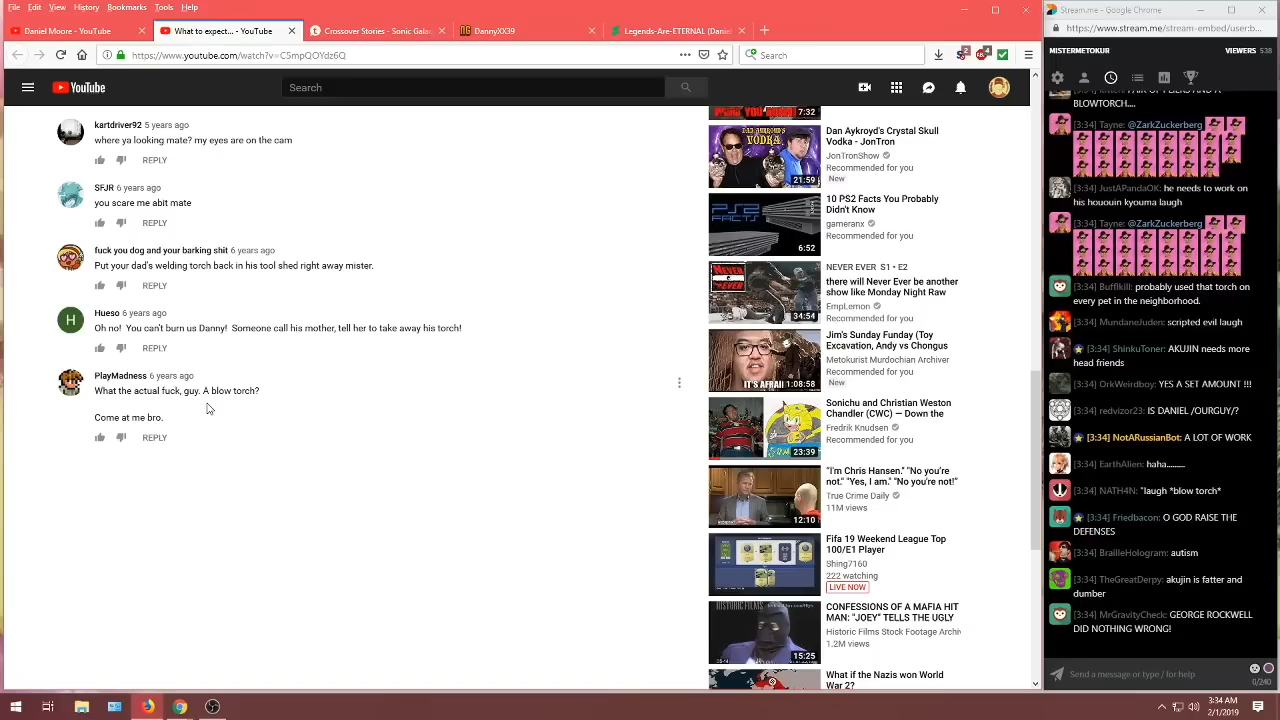 File Edit View History Bookmarks Tools Help
Daniel Moore - YouTube
What to expect... - YouTube
Crossover Stories - Sonic Gala
DannyXX39
Legends-Are-ETERNAL (Daniel
https://www.youtube.com/watch?v=C5mpQOYdz6Q
Search
YouTube
Search
kartdriver92 5 years ago
where ya looking mate? my eyes are on the cam
REPLY
SFJR 6 years ago
you scare me abit mate
REPLY
fuck you dog and your barking shit 6 years ago
Put your dad's welding torch back in his tool shed right away mister.
REPLY
H
Hueso 6 years ago
Oh no! You can't burn us Danny! Someone call his mother, tell her to take away his torch!
REPLY
PlayMadness 6 years ago
What the actual fuck, guy. A blow torch?
Come at me bro.
REPLY
7:32
Dan Aykroyd's Crystal Skull
Vodka - JonTron
JonTronShow
Recommended for you
New
21:59
10 PS2 Facts You Probably
Didn't Know
gameranx
Recommended for you
PS2
FACTS
6:52
NEVER EVER S1 • E2
there will Never Ever be another
show like Monday Night Raw
EmpLemon
Recommended for you
34:54
Jim's Sunday Funday (Toy
Excavation, Andy vs Chongus
Metokurist Murdochian Archiver
Recommended for you
New
IT'S AFRAID
1:08:58
Sonichu and Christian Weston
Chandler (CWC) — Down the
Fredrik Knudsen
Recommended for you
23:39
"I'm Chris Hansen." "No you're
not." "Yes, I am." "No you're not!"
True Crime Daily
11M views
12:10
Fifa 19 Weekend League Top
100/E1 Player
Shing7160
222 watching
LIVE NOW
CONFESSIONS OF A MAFIA HIT
MAN: "JOEY" TELLS THE UGLY
Historic Films Stock Footage Archiv
1.2M views
HISTORIC FILMS
15:25
What if the Nazis won World
War 2?
Stream.me - Google Chrome
https://www.stream.me/stream-embed/user:b...
MISTERMETOKUR
VIEWERS 538
BLOWTORCH....
[3:34] Tayne: @ZarkZuckerberg
[3:34] JustAPandaOK: he needs to work on
his hououin kyouma laugh
[3:34] Tayne: @ZarkZuckerberg
[3:34] Bufflkill: probably used that torch on
every pet in the neighborhood.
[3:34] MundaneJuden: scripted evil laugh
[3:34] ShinkuToner: AKUJIN needs more
head friends
[3:34] OrkWeirdboy: YES A SET AMOUNT !!!
[3:34] redvizor23: IS DANIEL /OURGUY/?
[3:34] NotARussianBot: A LOT OF WORK
[3:34] EarthAlien: haha.........
[3:34] NATH4N: "laugh *blow torch*
[3:34] Friedbacon: O GOD RAISE THE
DEFENSES
[3:34] BrailleHologram: autism
[3:34] TheGreatDerpy: akujin is fatter and
dumber
[3:34] MrGravityCheck: GEORGE ROCKWELL
DID NOTHING WRONG!
Send a message or type / for help
0/240
3:34 AM
2/1/2019